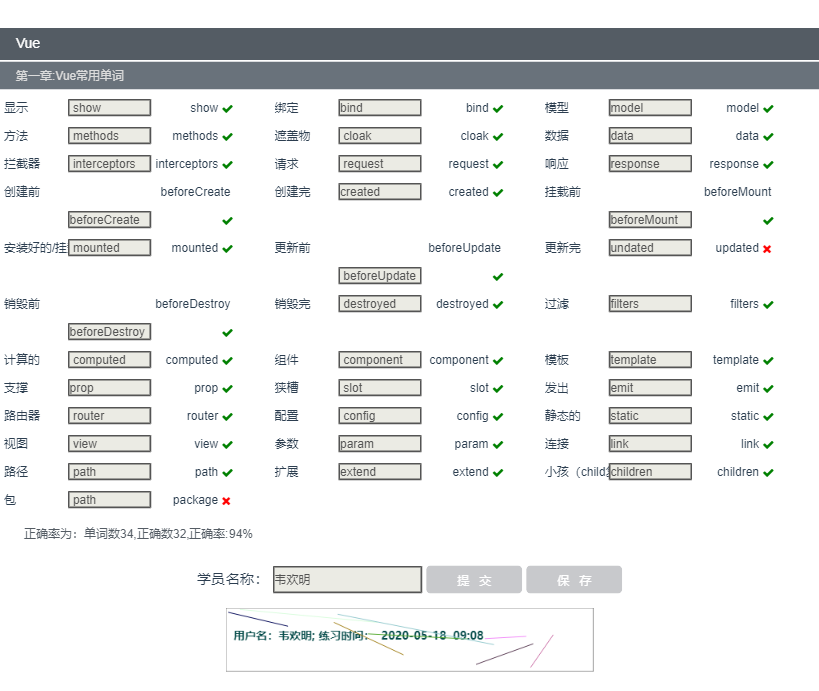 Vue
第一章:Vue常用单词
显示 show show 绑定 bind bind 模型 model model
方法 methods methods 遮盖物 cloak cloak 数据 data data
拦截器 interceptors interceptors 请求 request request 响应 response response
创建前 beforeCreate 创建完 created created 挂载前 beforeMount
beforeCreate beforeMount
安装好的/挂 mounted mounted 更新前 beforeUpdate 更新完 undated updated
beforeUpdate
销毁前 beforeDestroy 销毁完 destroyed destroyed 过滤 filters filters
beforeDestroy
计算的 computed computed 组件 component component 模板 template template
支撑 prop prop 狭槽 slot slot 发出 emit emit
路由器 router router 配置 config config 静态的 static static
视图 view view 参数 param param 连接 link link
路径 path path 扩展 extend extend 小孩（child children children
包 path package
正确率为：单词数34,正确数32,正确率:94%
学员名称： 韦欢明 提 交 保 存
用户名：韦欢明; 练习时间： 2020-05-18 09:08